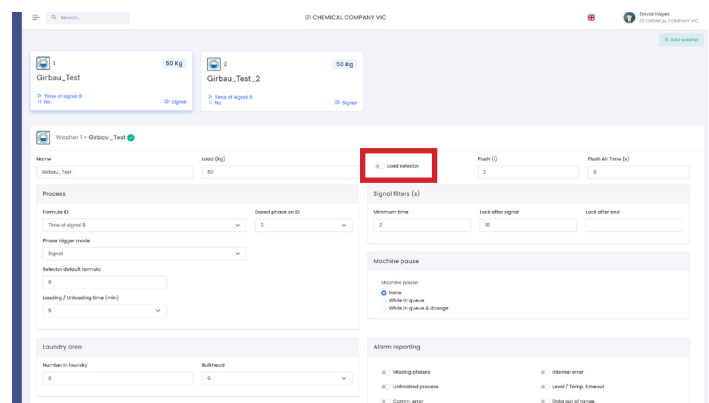 Search...
01 CHEMICAL COMPANY VIC
David Hayes
01 CHEMICAL COMPANY VIC
Add washer
1
50 Kg
Girbau_Test
Time of signal 8
No
Signal
2
50 Kg
Girbau_Test_2
Time of signal 8
No
Signal
Washer 1 - Girbau_Test
Name
Load (kg)
Load selector
Flush (l)
Flush Air Time (s)
Girbau_Test
50
2
0
Process
Signal filters (s)
Formula ID:
Dosed phase on ID
Minimum time
Lock after signal
Lock after end
Time of signal 8
0
2
10
Phase trigger mode
Signal
Machine pause
Selector default formula
0
Machine pause
None
While in queue
While in queue & dosage
Loading / Unloading time (min)
5
Laundry area
Alarm reporting
Number in laundry
Bulkhead
0
0
Missing phases
Internal error
Unfinished process
Level / Temp. timeout
Comm. error
Data out of range